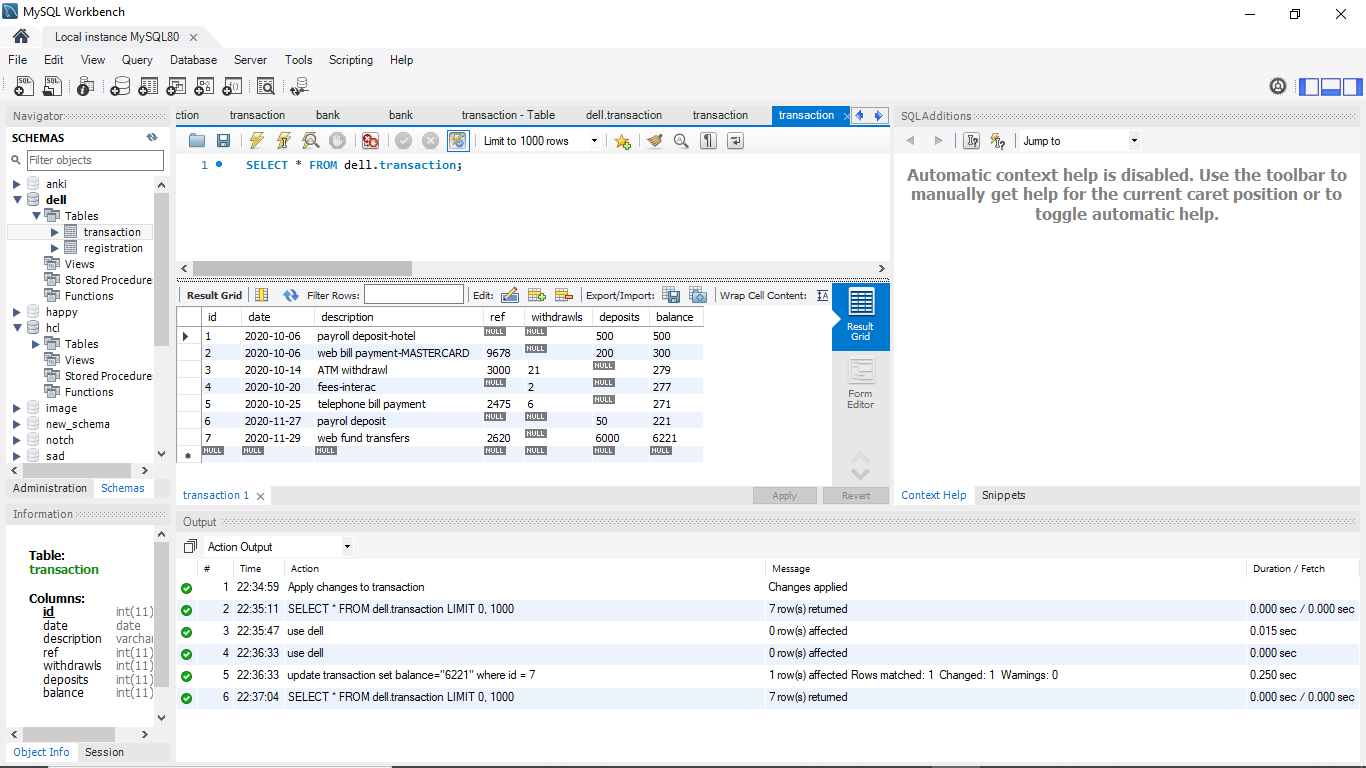 MySQL Workbench
Local instance MySQL80
File Edit View Query Database Server Tools Scripting Help
Navigator
SCHEMAS
Filter objects
anki
dell
Tables
transaction
registration
Views
Stored Procedure
Functions
happy
hcl
Tables
Views
Stored Procedure
Functions
image
new_schema
notch
sad
Administration Schemas
Information
Table:
transaction
Columns:
id int(11)
date date
description varchar
ref int(11)
withdrawls int(11)
deposits int(11)
balance int(11)
Object Info Session
ction transaction bank bank transaction - Table dell.transaction transaction transaction
Limit to 1000 rows
1 SELECT * FROM dell.transaction;
Result Grid Filter Rows: Edit: Export/Import: Wrap Cell Content: IA
id date description ref withdrawls deposits balance
1 2020-10-06 payroll deposit-hotel NULL NULL 500 500
2 2020-10-06 web bill payment-MASTERCARD 9678 NULL 200 300
3 2020-10-14 ATM withdrawl 3000 21 NULL 279
4 2020-10-20 fees-interac NULL 2 NULL 277
5 2020-10-25 telephone bill payment 2475 6 NULL 271
6 2020-11-27 payrol deposit NULL NULL 50 221
7 2020-11-29 web fund transfers 2620 NULL 6000 6221
NULL NULL NULL NULL NULL NULL NULL
Result
Grid
Form
Editor
transaction 1 Apply Revert
SQLAdditions
Jump to
Automatic context help is disabled. Use the toolbar to
manually get help for the current caret position or to
toggle automatic help.
Context Help Snippets
Output
Action Output
# Time Action Message Duration / Fetch
1 22:34:59 Apply changes to transaction Changes applied
2 22:35:11 SELECT * FROM dell.transaction LIMIT 0, 1000 7 row(s) returned 0.000 sec / 0.000 sec
3 22:35:47 use dell 0 row(s) affected 0.015 sec
4 22:36:33 use dell 0 row(s) affected 0.000 sec
5 22:36:33 update transaction set balance="6221" where id = 7 1 row(s) affected Rows matched: 1 Changed: 1 Warnings: 0 0.250 sec
6 22:37:04 SELECT * FROM dell.transaction LIMIT 0, 1000 7 row(s) returned 0.000 sec / 0.000 sec